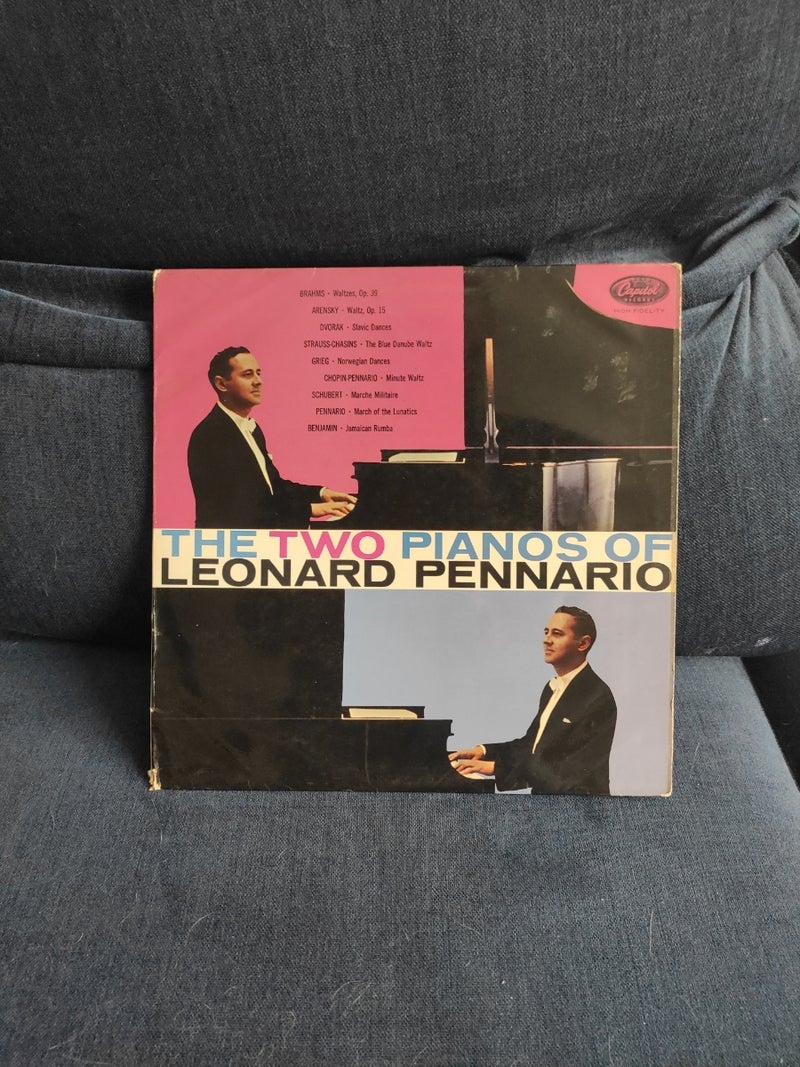 BRAHMS · Waltzes, Op. 39
ARENSKY · Waltz, Op. 15
DVORAK · Slavic Dances
STRAUSS-CHASINS · The Blue Danube Waltz
GRIEG · Norwegian Dances
CHOPIN-PENNARIO · Minute Waltz
SCHUBERT · Marche Militaire
PENNARIO · March of the Lunatics
BENJAMIN · Jamaican Rumba
Capitol
RECORDS
HIGH FIDELITY
THE TWO PIANOS OF
LEONARD PENNARIO